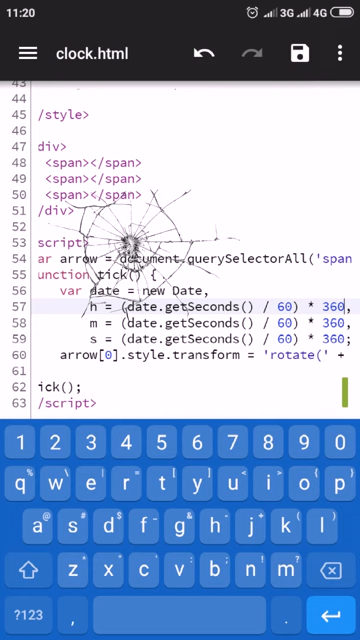 11:20 3G 4G
clock.html
43
44
45 /style>
46
47 div>
48 <span></span>
49 <span></span>
50 <span></span>
51 /div>
52
53 script>
54 ar arrow = document.querySelectorAll('span
55 unction tick() {
56 var date = new Date,
57 h = (date.getSeconds() / 60) * 360,
58 m = (date.getSeconds() / 60) * 360,
59 s = (date.getSeconds() / 60) * 360;
60 arrow[0].style.transform = 'rotate(' +
61
62 ick();
63 /script>
1 2 3 4 5 6 7 8 9 0
q % w \ e | r = t [ y ] u < i > o { p }
a @ s # d $ f _ g & h - j + k ( l )
z * x " c ' v : b ; n ! m ?
?123 , .